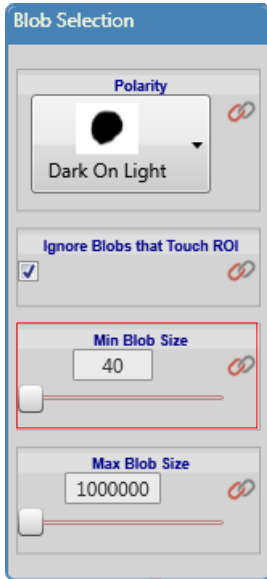 Blob Selection
Polarity
Dark On Light
Ignore Blobs that Touch ROI
Min Blob Size
40
Max Blob Size
1000000